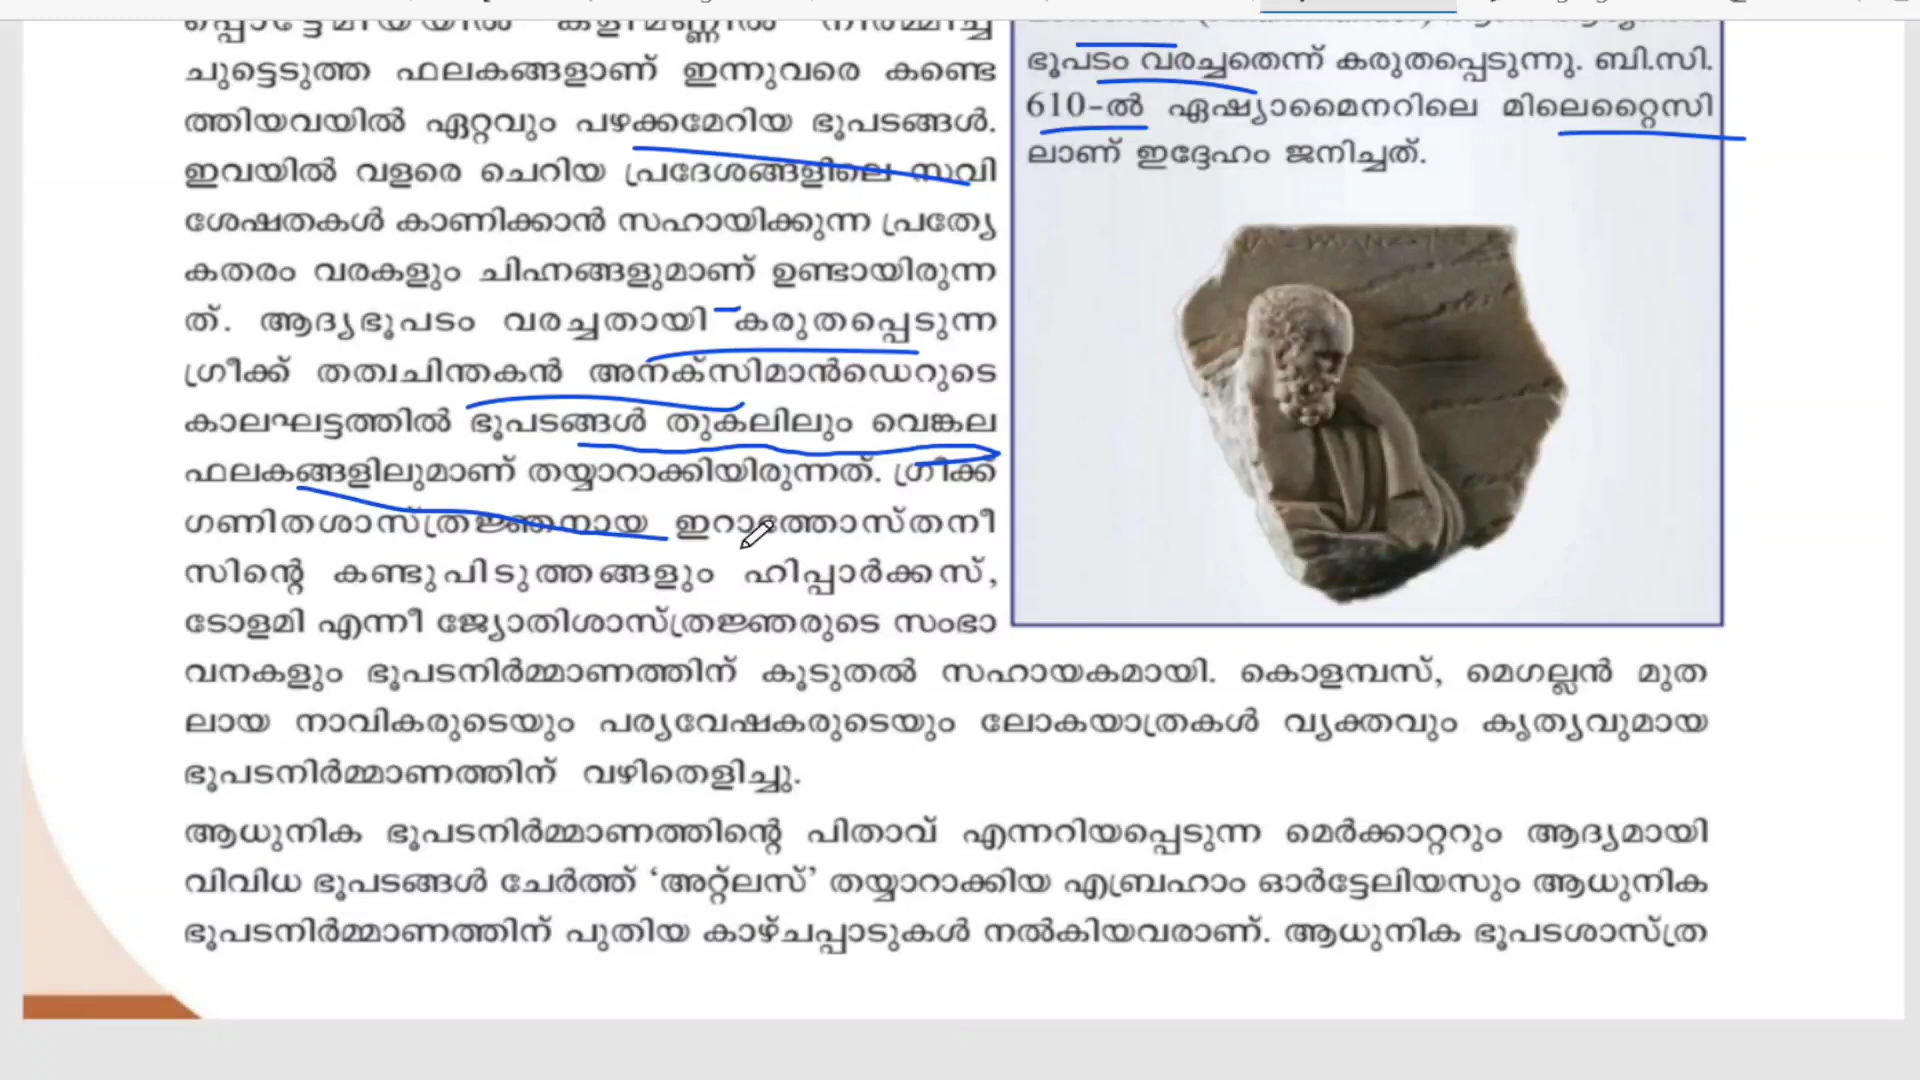 ചുട്ടെടുത്ത ഫലകങ്ങളാണ് ഇന്നുവരെ കണ്ടെ
ത്തിയവയിൽ ഏറ്റവും പഴക്കമേറിയ ഭൂപടങ്ങൾ.
ഇവയിൽ വളരെ ചെറിയ പ്രദേശങ്ങളിലെ സവി
ശേഷതകൾ കാണിക്കാൻ സഹായിക്കുന്ന പ്രത്യേ
കതരം വരകളും ചിഹ്നങ്ങളുമാണ് ഉണ്ടായിരുന്ന
ത്. ആദ്യഭൂപടം വരച്ചതായി കരുതപ്പെടുന്ന
ഗ്രീക്ക് തത്വചിന്തകൻ അനക്സിമാൻഡെറുടെ
കാലഘട്ടത്തിൽ ഭൂപടങ്ങൾ തുകലിലും വെങ്കല
ഫലകങ്ങളിലുമാണ് തയ്യാറാക്കിയിരുന്നത്. ഗ്രീക്ക്
ഗണിതശാസ്ത്രജ്ഞനായ ഇറാത്തോസ്തനീ
സിന്റെ കണ്ടുപിടുത്തങ്ങളും ഹിപ്പാർക്കസ്,
ടോളമി എന്നീ ജ്യോതിശാസ്ത്രജ്ഞരുടെ സംഭാ
വനകളും ഭൂപടനിർമ്മാണത്തിന് കൂടുതൽ സഹായകമായി. കൊളമ്പസ്, മെഗല്ലൻ മുത
ലായ നാവികരുടെയും പര്യവേഷകരുടെയും ലോകയാത്രകൾ വ്യക്തവും കൃത്യവുമായ
ഭൂപടനിർമ്മാണത്തിന് വഴിതെളിച്ചു.
ആധുനിക ഭൂപടനിർമ്മാണത്തിന്റെ പിതാവ് എന്നറിയപ്പെടുന്ന മെർക്കാറ്ററും ആദ്യമായി
വിവിധ ഭൂപടങ്ങൾ ചേർത്ത് ‘അറ്റ്ലസ്’ തയ്യാറാക്കിയ എബ്രഹാം ഓർട്ടേലിയസും ആധുനിക
ഭൂപടനിർമ്മാണത്തിന് പുതിയ കാഴ്ചപ്പാടുകൾ നൽകിയവരാണ്. ആധുനിക ഭൂപടശാസ്ത്ര
ഭൂപടം വരച്ചതെന്ന് കരുതപ്പെടുന്നു. ബി.സി.
610-ൽ ഏഷ്യാമൈനറിലെ മിലെറ്റൈസി
ലാണ് ഇദ്ദേഹം ജനിച്ചത്.